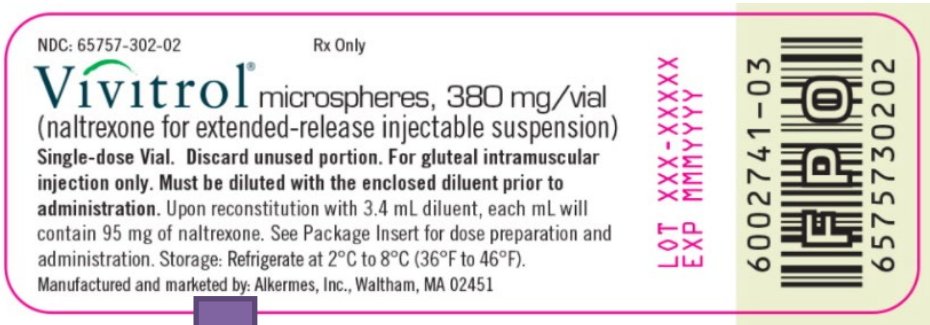 NDC: 65757-302-02 Rx Only
Vivitrol® microspheres, 380 mg/vial
(naltrexone for extended-release injectable suspension)
Single-dose Vial. Discard unused portion. For gluteal intramuscular
injection only. Must be diluted with the enclosed diluent prior to
administration. Upon reconstitution with 3.4 mL diluent, each mL will
contain 95 mg of naltrexone. See Package Insert for dose preparation and
administration. Storage: Refrigerate at 2°C to 8°C (36°F to 46°F).
Manufactured and marketed by: Alkermes, Inc., Waltham, MA 02451
LOT XXX-XXXXX
EXP MMMYYYY
6002741-03
FPO
6575730202